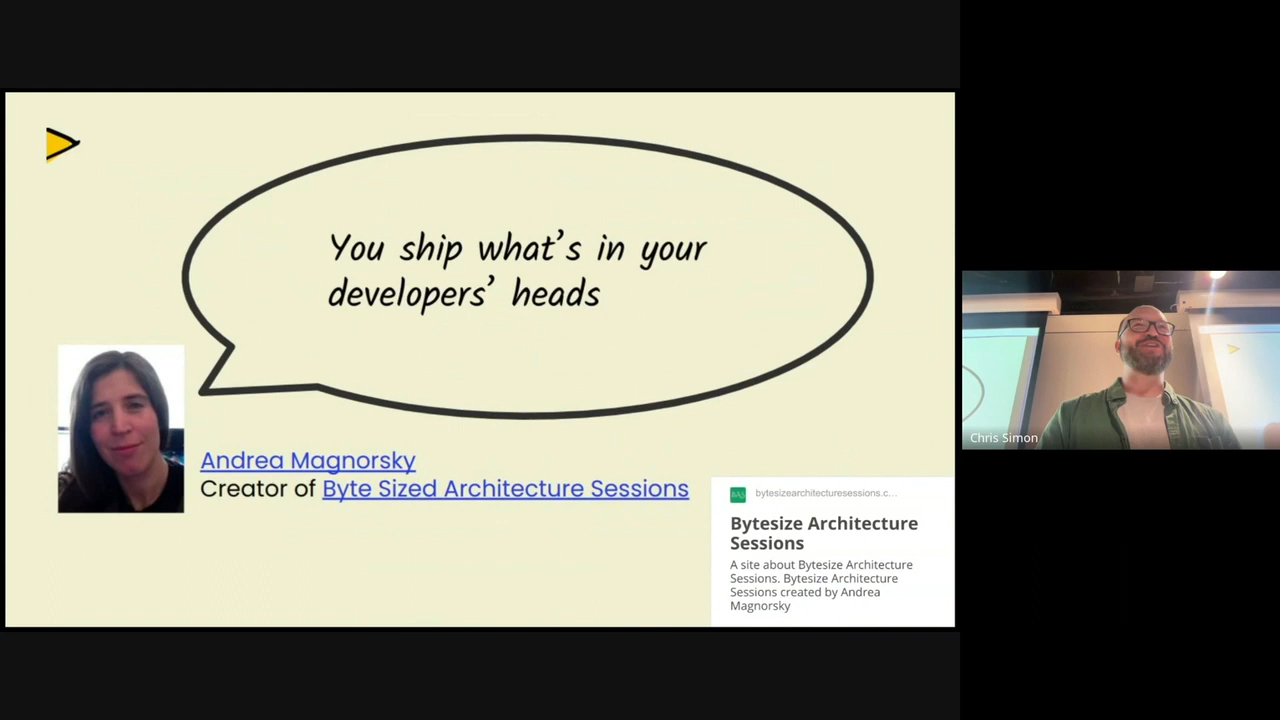 You ship what's in your
developers' heads
Andrea Magnorsky
Creator of Byte Sized Architecture Sessions
bytesizearchitecturesessions.c...
Bytesize Architecture
Sessions
A site about Bytesize Architecture
Sessions. Bytesize Architecture
Sessions created by Andrea
Magnorsky
Chris Simon